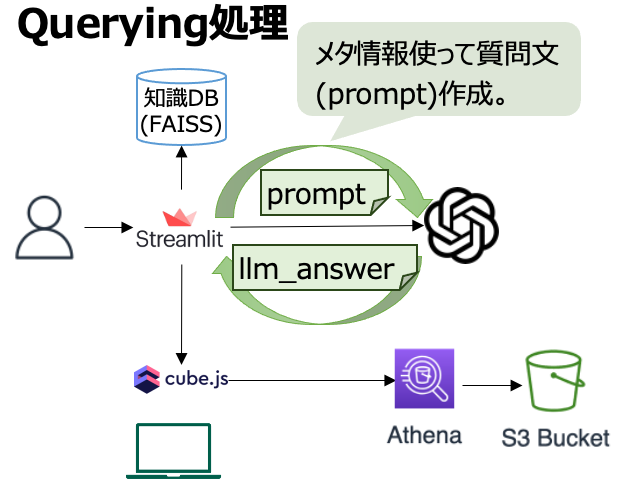 Querying処理
メタ情報使って質問文
(prompt)作成。
知識DB
(FAISS)
prompt
Streamlit
llm_answer
cube.js
Athena
S3 Bucket